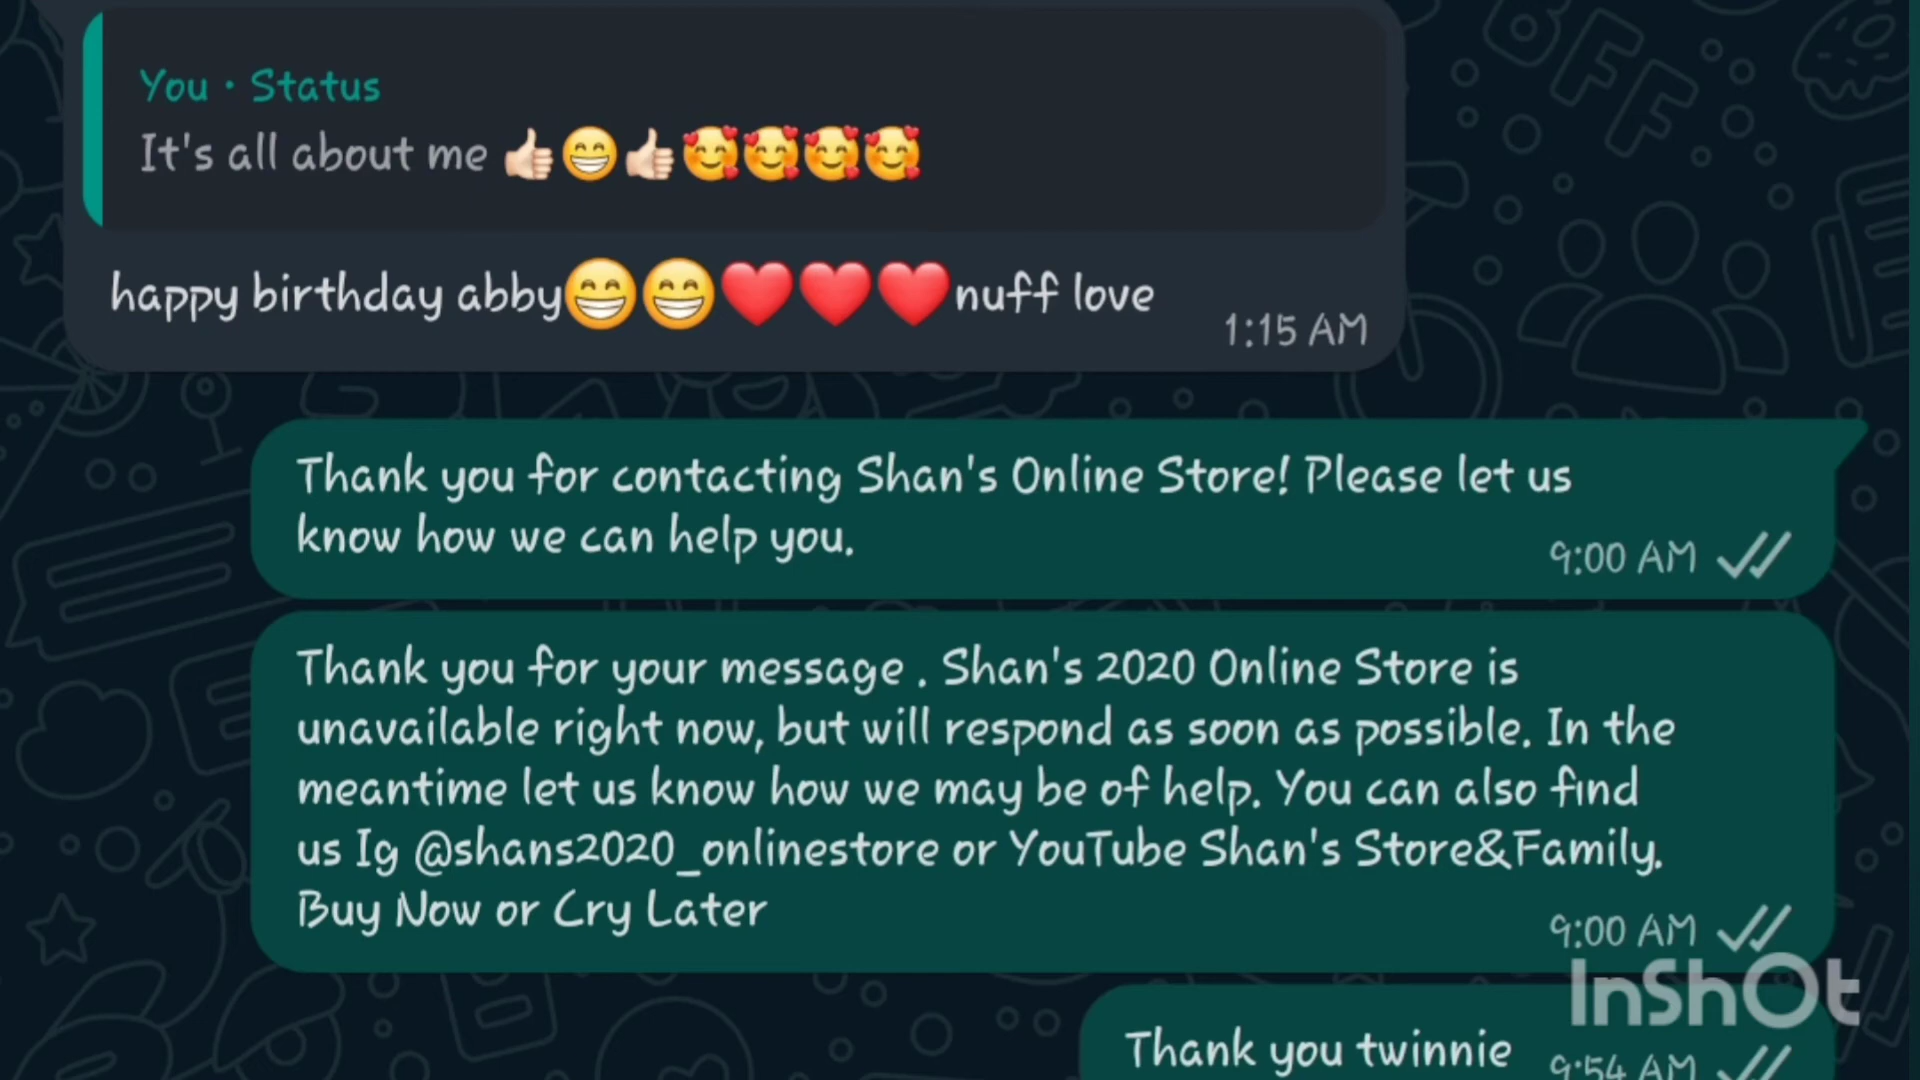 You • Status
It's all about me 👍🏻😁👍🏻🥰🥰🥰🥰
happy birthday abby😁😁❤️❤️❤️nuff love
1:15 AM
Thank you for contacting Shan's Online Store! Please let us
know how we can help you.
9:00 AM
Thank you for your message . Shan's 2020 Online Store is
unavailable right now, but will respond as soon as possible. In the
meantime let us know how we may be of help. You can also find
us Ig @shans2020_onlinestore or YouTube Shan's Store&Family.
Buy Now or Cry Later
9:00 AM
InShOt
Thank you twinnie
9:54 AM
BFF